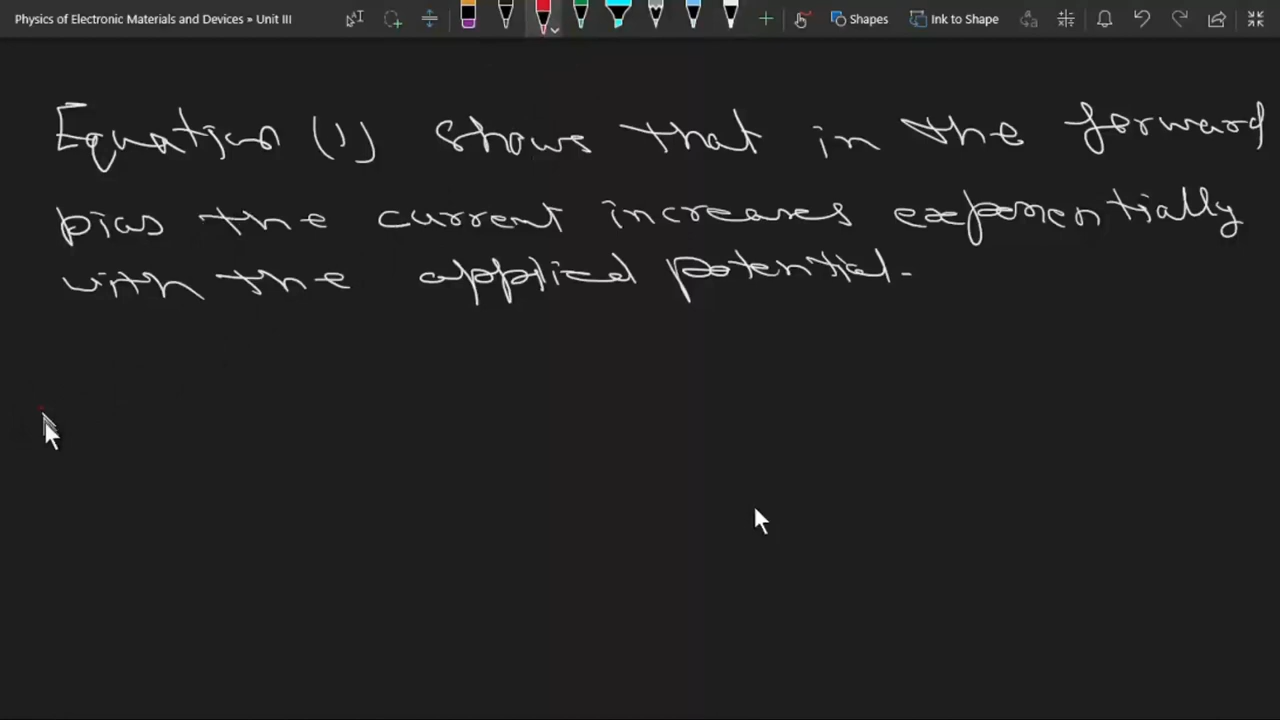 Physics of Electronic Materials and Devices » Unit III
Shapes
Ink to Shape
Equation (1) shows that in the forward
bias the current increases exponentially
with the applied potential.